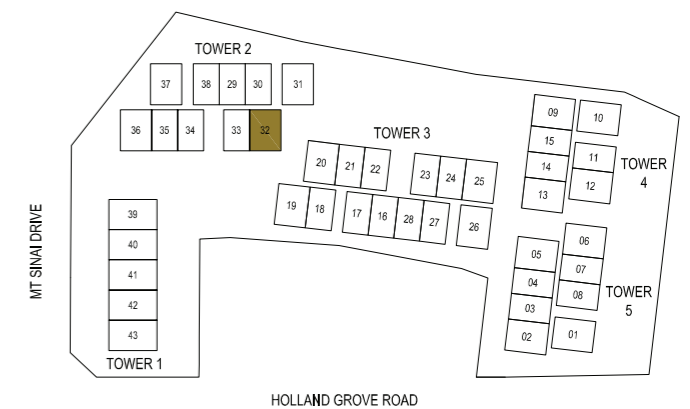 TOWER 2
37
38 29 30
31
36 35 34
33 32
TOWER 3
20 21 22
23 24 25
19 18
17 16 28 27
26
09
10
15
11
14
12
13
TOWER
4
39
40
41
42
43
TOWER 1
06
05
07
04
08
03
02
01
TOWER
5
MT SINAI DRIVE
HOLLAND GROVE ROAD